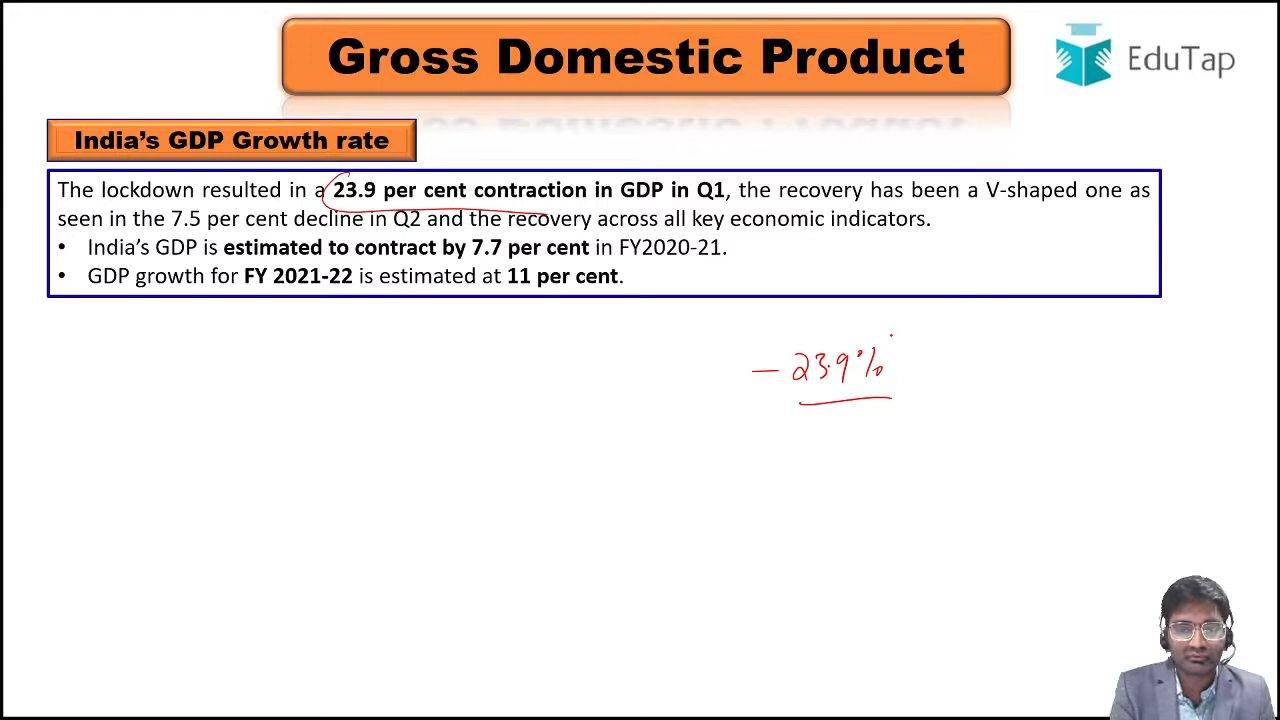 Gross Domestic Product
EduTap
India's GDP Growth rate
The lockdown resulted in a 23.9 per cent contraction in GDP in Q1, the recovery has been a V-shaped one as
seen in the 7.5 per cent decline in Q2 and the recovery across all key economic indicators.
• India's GDP is estimated to contract by 7.7 per cent in FY2020-21.
• GDP growth for FY 2021-22 is estimated at 11 per cent.
– 23.9%